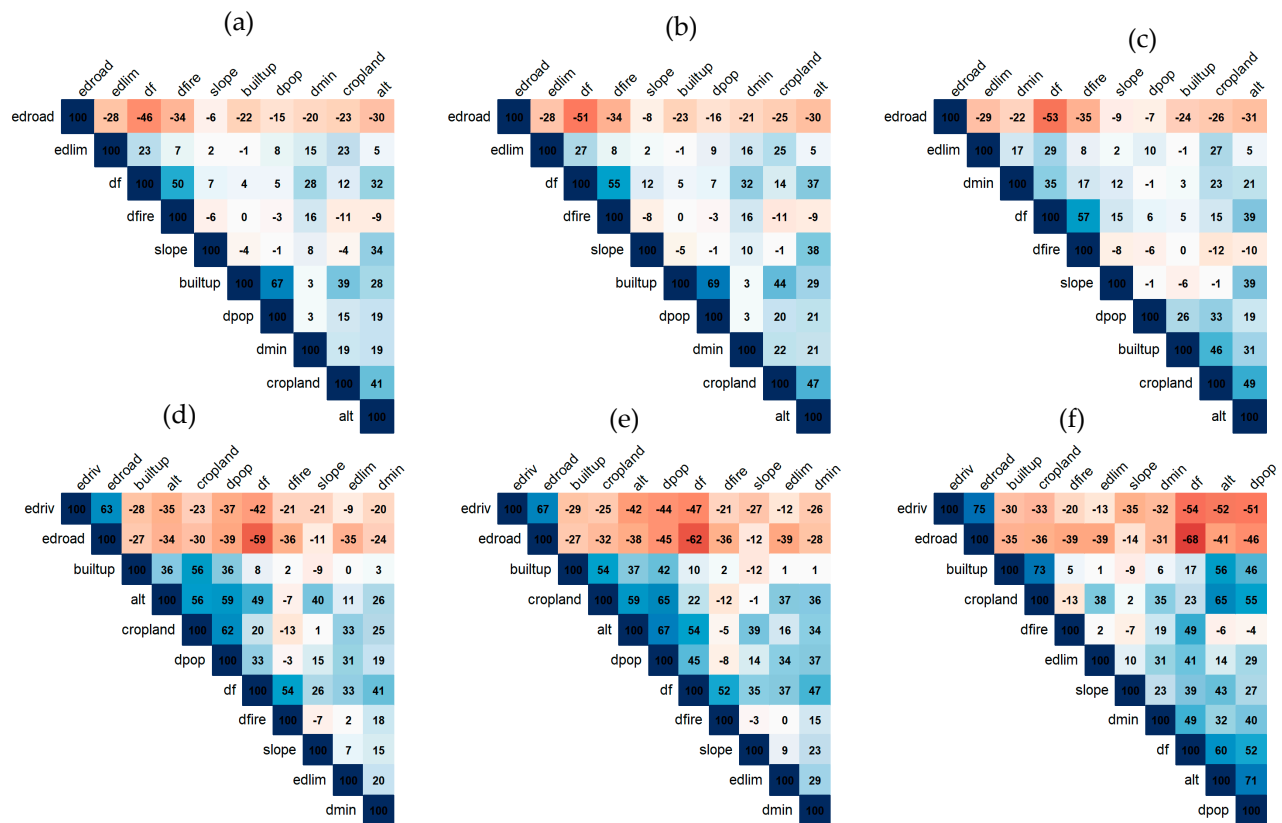 (a)
edroad edlim df dfire slope builtup dpop dmin cropland alt
edroad 100 -28 -46 -34 -6 -22 -15 -20 -23 -30
edlim 100 23 7 2 -1 8 15 23 5
df 100 50 7 4 5 28 12 32
dfire 100 -6 0 -3 16 -11 -9
slope 100 -4 -1 8 -4 34
builtup 100 67 3 39 28
dpop 100 3 15 19
dmin 100 19 19
cropland 100 41
alt 100
(b)
edroad edlim df dfire slope builtup dpop dmin cropland alt
edroad 100 -28 -51 -34 -8 -23 -16 -21 -25 -30
edlim 100 27 8 2 -1 9 16 25 5
df 100 55 12 5 7 32 14 37
dfire 100 -8 0 -3 16 -11 -9
slope 100 -5 -1 10 -1 38
builtup 100 69 3 44 29
dpop 100 3 20 21
dmin 100 22 21
cropland 100 47
alt 100
(c)
edroad edlim dmin df dfire slope dpop builtup cropland alt
edroad 100 -29 -22 -53 -35 -9 -7 -24 -26 -31
edlim 100 17 29 8 2 10 -1 27 5
dmin 100 35 17 12 -1 3 23 21
df 100 57 15 6 5 15 39
dfire 100 -8 -6 0 -12 -10
slope 100 -1 -6 -1 39
dpop 100 26 33 19
builtup 100 46 31
cropland 100 49
alt 100
(d)
edriv edroad builtup alt cropland dpop df dfire slope edlim dmin
edriv 100 63 -28 -35 -23 -37 -42 -21 -21 -9 -20
edroad 100 -27 -34 -30 -39 -59 -36 -11 -35 -24
builtup 100 36 56 36 8 2 -9 0 3
alt 100 56 59 49 -7 40 11 26
cropland 100 62 20 -13 1 33 25
dpop 100 33 -3 15 31 19
df 100 54 26 33 41
dfire 100 -7 2 18
slope 100 7 15
edlim 100 20
dmin 100
(e)
edriv edroad builtup cropland alt dpop df dfire slope edlim dmin
edriv 100 67 -29 -25 -42 -44 -47 -21 -27 -12 -26
edroad 100 -27 -32 -38 -45 -62 -36 -12 -39 -28
builtup 100 54 37 42 10 2 -12 1 1
cropland 100 59 65 22 -12 -1 37 36
alt 100 67 54 -5 39 16 34
dpop 100 45 -8 14 34 37
df 100 52 35 37 47
dfire 100 -3 0 15
slope 100 9 23
edlim 100 29
dmin 100
(f)
edriv edroad builtup cropland dfire edlim slope dmin df alt dpop
edriv 100 75 -30 -33 -20 -13 -35 -32 -54 -52 -51
edroad 100 -35 -36 -39 -39 -14 -31 -68 -41 -46
builtup 100 73 5 1 -9 6 17 56 46
cropland 100 -13 38 2 35 23 65 55
dfire 100 2 -7 19 49 -6 -4
edlim 100 10 31 41 14 29
slope 100 23 39 43 27
dmin 100 49 32 40
df 100 60 52
alt 100 71
dpop 100